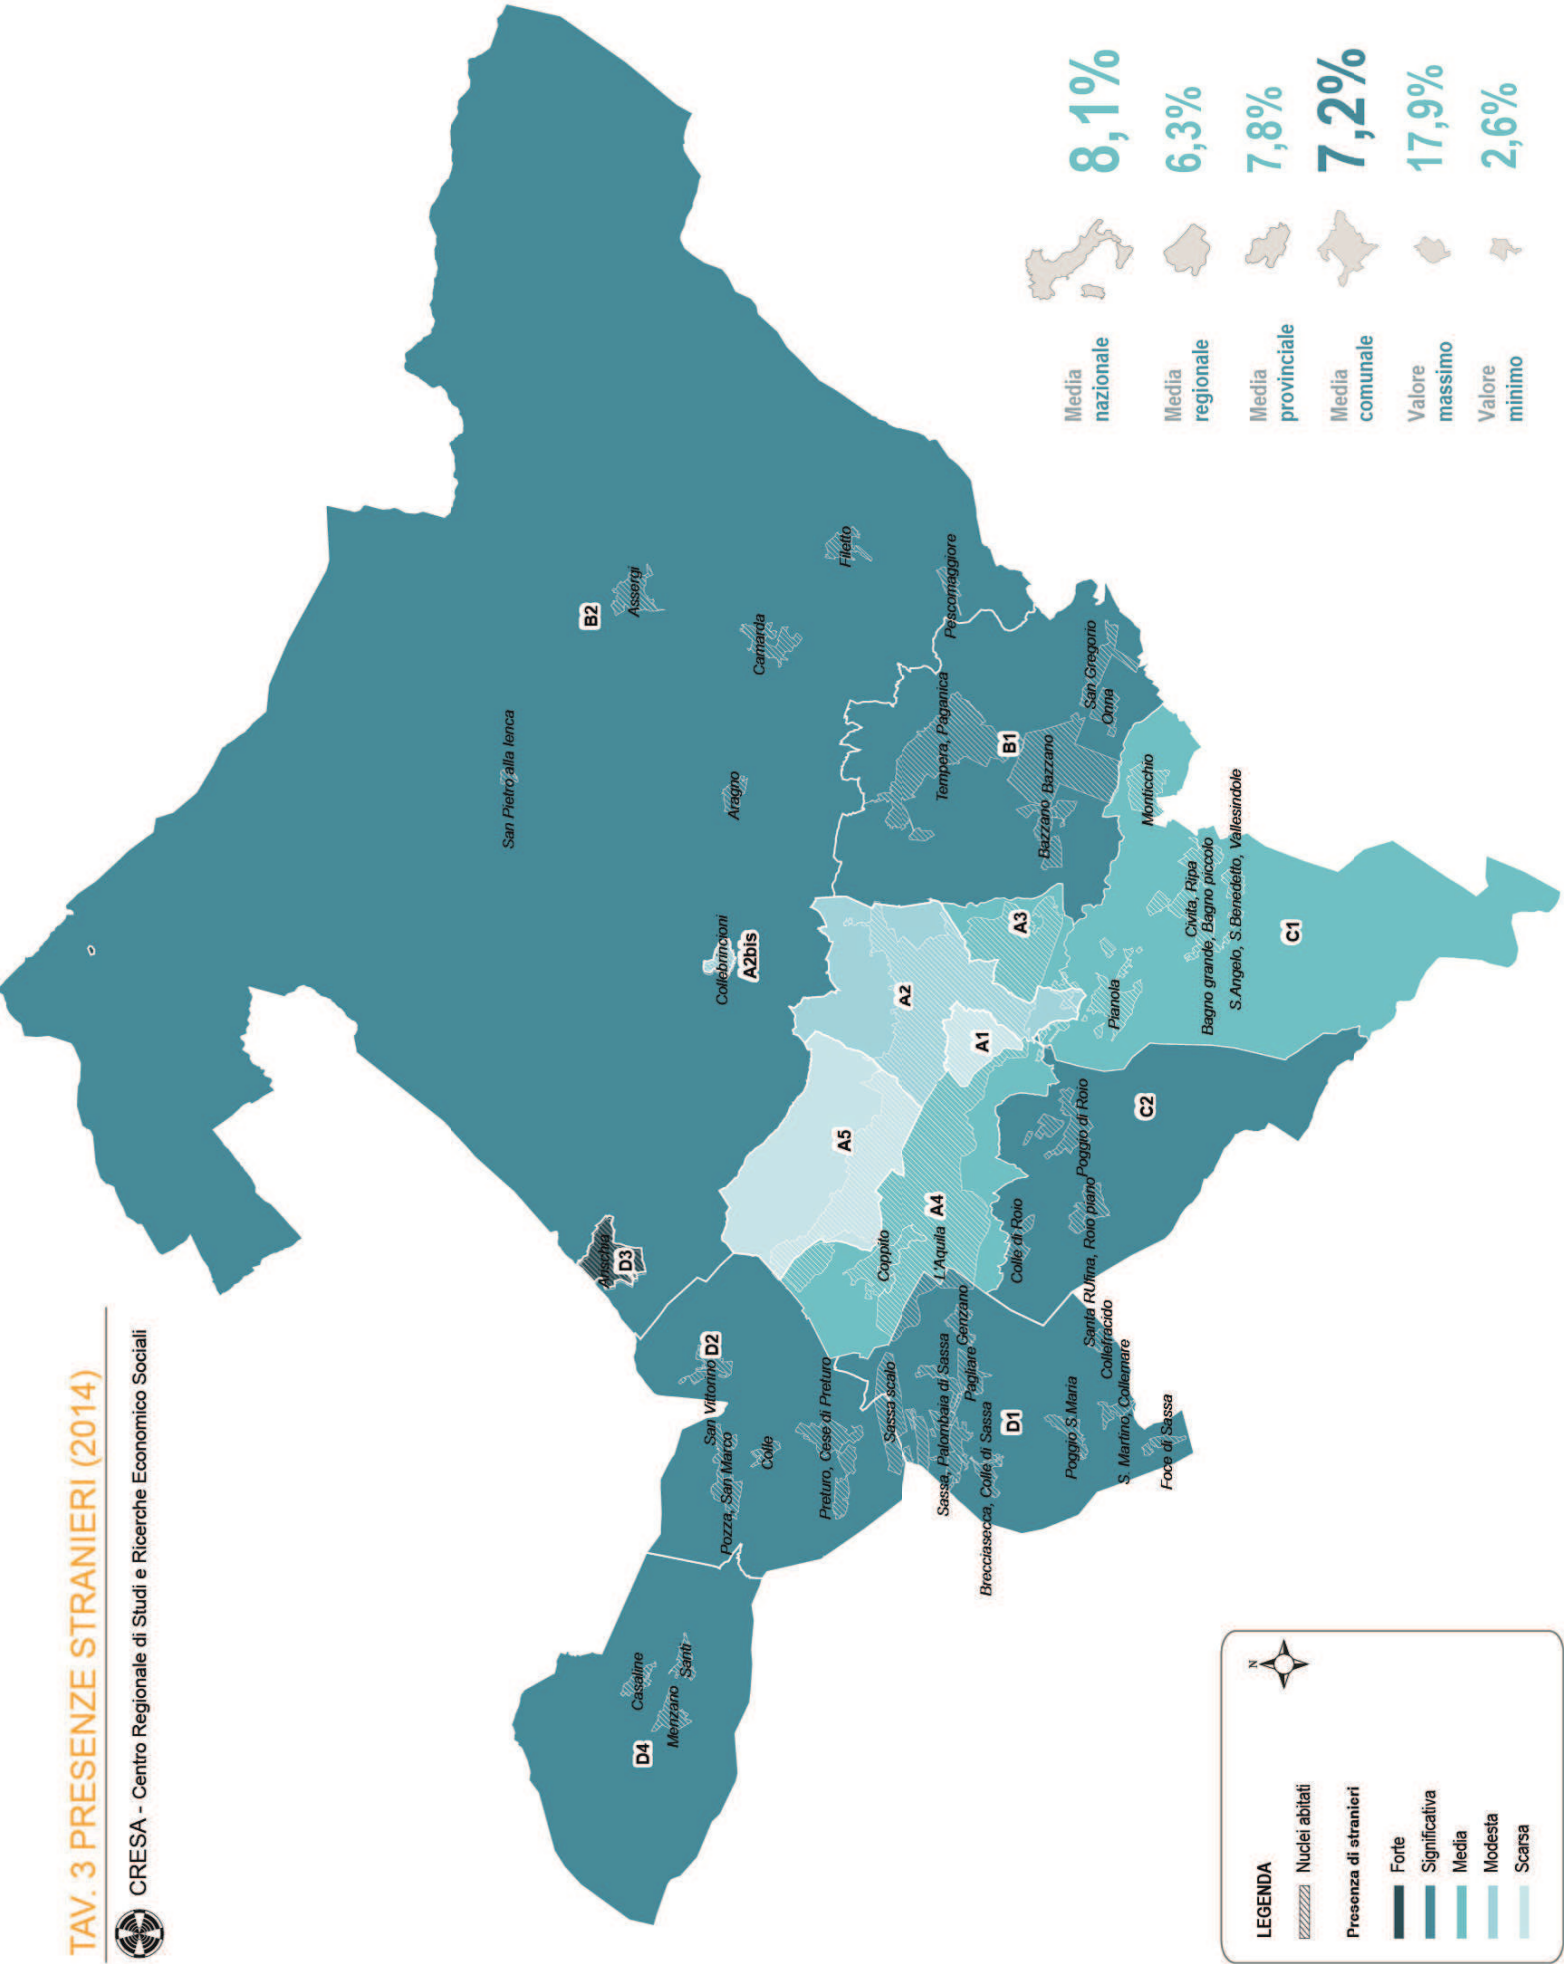 TAV. 3 PRESENZE STRANIERI (2014)
CRESA - Centro Regionale di Studi e Ricerche Economico Sociali
D4
Casaline
Menzano
Santi
D3
D2
San Vittorino
Pozza, San Marco
Colle
Preturo, Cese di Preturo
Sassa scalo
Sassa, Palombaia di Sassa
Pagliare
Genzano
Brecciasecca, Colle di Sassa
D1
Poggio S.Maria
Collefracido
S. Martino, Collemare
Foce di Sassa
San Pietro alla Ienca
B2
Assergi
Aragno
Camarda
Filetto
Collebrincioni
A2bis
A5
A2
A1
A3
A4
Coppito
L'Aquila
Colle di Roio
Santa RUfina, Roio piano
Poggio di Roio
C2
Pescomaggiore
Tempera, Paganica
B1
Bazzano
Bazzano
San Gregorio
Onna
Monticchio
Pianola
Civita, Ripa
Bagno grande, Bagno piccolo
S.Angelo, S.Benedetto, Vallesindole
C1
LEGENDA
N
Nuclei abitati
Presenza di stranieri
Forte
Significativa
Media
Modesta
Scarsa
Media
nazionale
8,1%
Media
regionale
6,3%
Media
provinciale
7,8%
Media
comunale
7,2%
Valore
massimo
17,9%
Valore
minimo
2,6%